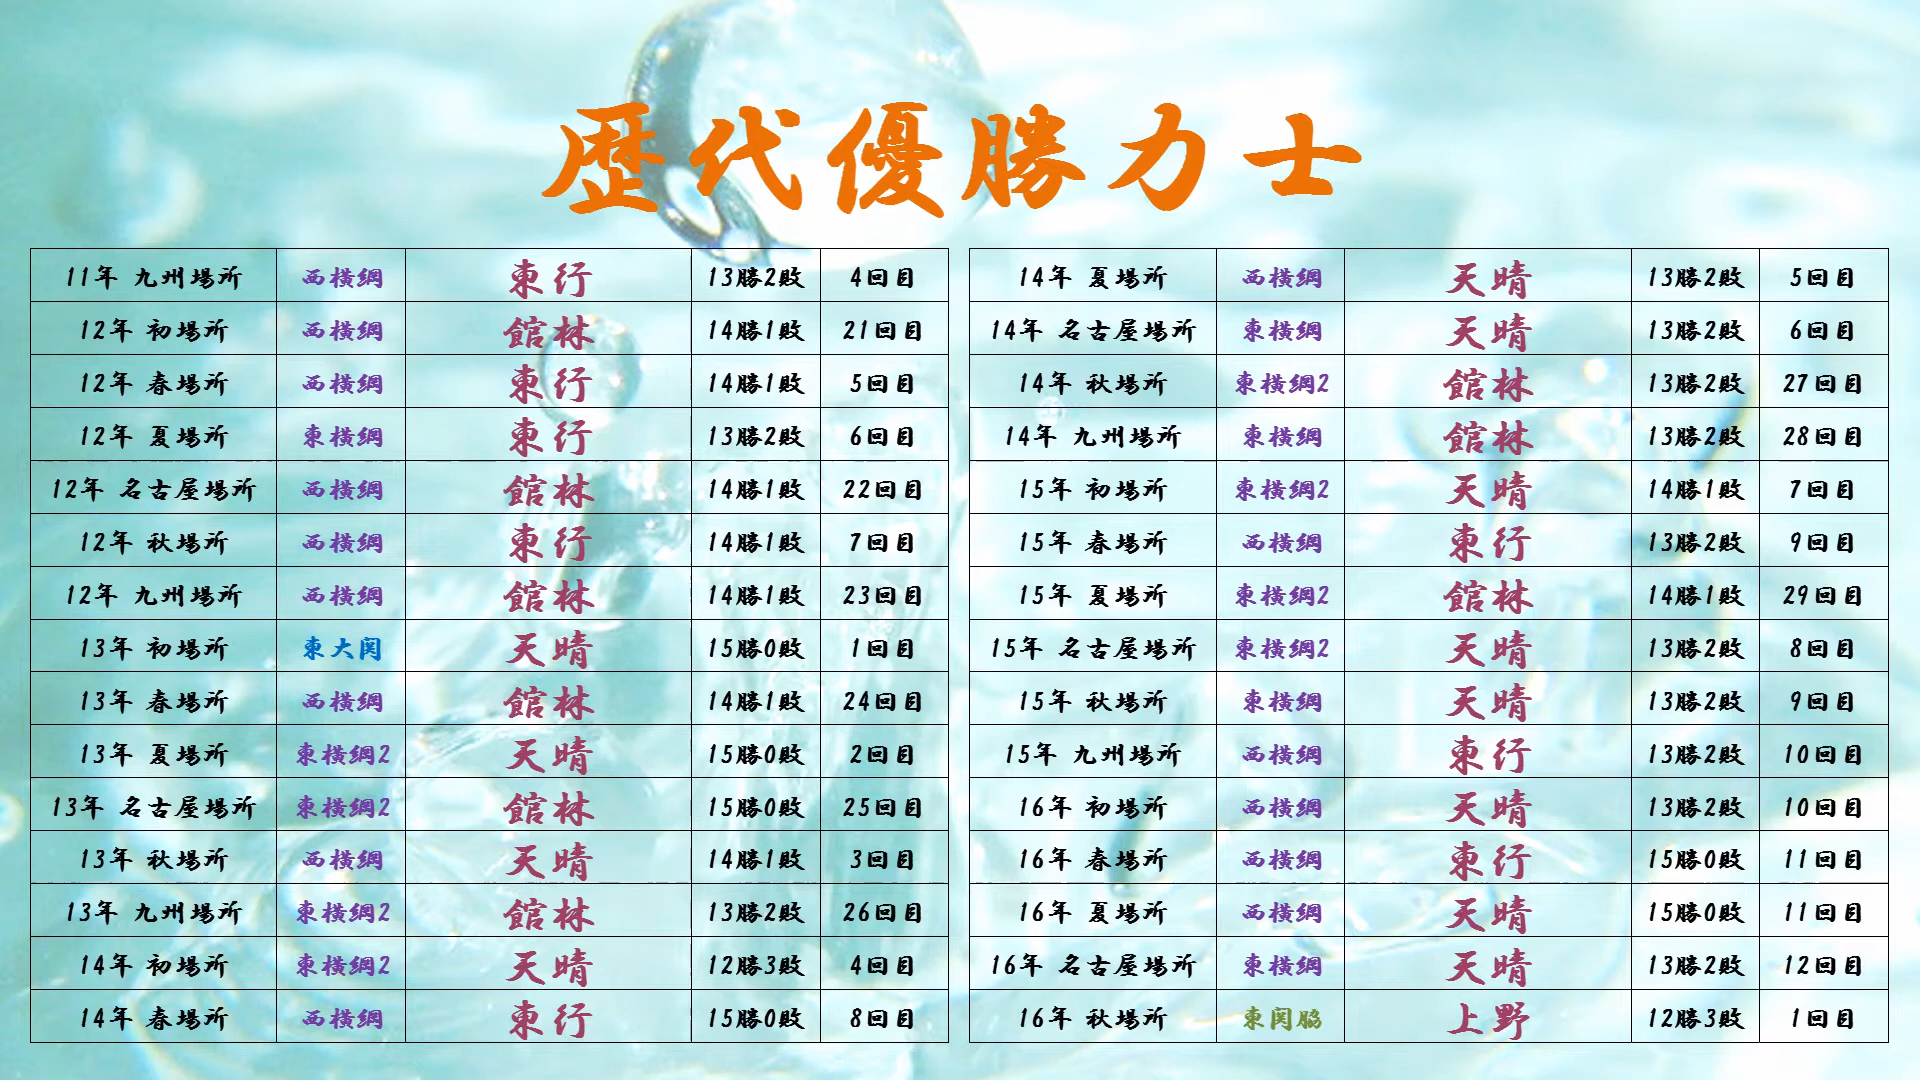 歴代優勝力士
11年 九州場所 西横綱 東行 13勝2敗 4回目
12年 初場所 西横綱 館林 14勝1敗 21回目
12年 春場所 西横綱 東行 14勝1敗 5回目
12年 夏場所 東横綱 東行 13勝2敗 6回目
12年 名古屋場所 西横綱 館林 14勝1敗 22回目
12年 秋場所 西横綱 東行 14勝1敗 7回目
12年 九州場所 西横綱 館林 14勝1敗 23回目
13年 初場所 東大関 天晴 15勝0敗 1回目
13年 春場所 西横綱 館林 14勝1敗 24回目
13年 夏場所 東横綱2 天晴 15勝0敗 2回目
13年 名古屋場所 東横綱2 館林 15勝0敗 25回目
13年 秋場所 西横綱 天晴 14勝1敗 3回目
13年 九州場所 東横綱2 館林 13勝2敗 26回目
14年 初場所 東横綱2 天晴 12勝3敗 4回目
14年 春場所 西横綱 東行 15勝0敗 8回目
14年 夏場所 西横綱 天晴 13勝2敗 5回目
14年 名古屋場所 東横綱 天晴 13勝2敗 6回目
14年 秋場所 東横綱2 館林 13勝2敗 27回目
14年 九州場所 東横綱 館林 13勝2敗 28回目
15年 初場所 東横綱2 天晴 14勝1敗 7回目
15年 春場所 西横綱 東行 13勝2敗 9回目
15年 夏場所 東横綱2 館林 14勝1敗 29回目
15年 名古屋場所 東横綱2 天晴 13勝2敗 8回目
15年 秋場所 東横綱 天晴 13勝2敗 9回目
15年 九州場所 西横綱 東行 13勝2敗 10回目
16年 初場所 西横綱 天晴 13勝2敗 10回目
16年 春場所 西横綱 東行 15勝0敗 11回目
16年 夏場所 西横綱 天晴 15勝0敗 11回目
16年 名古屋場所 東横綱 天晴 13勝2敗 12回目
16年 秋場所 東関脇 上野 12勝3敗 1回目